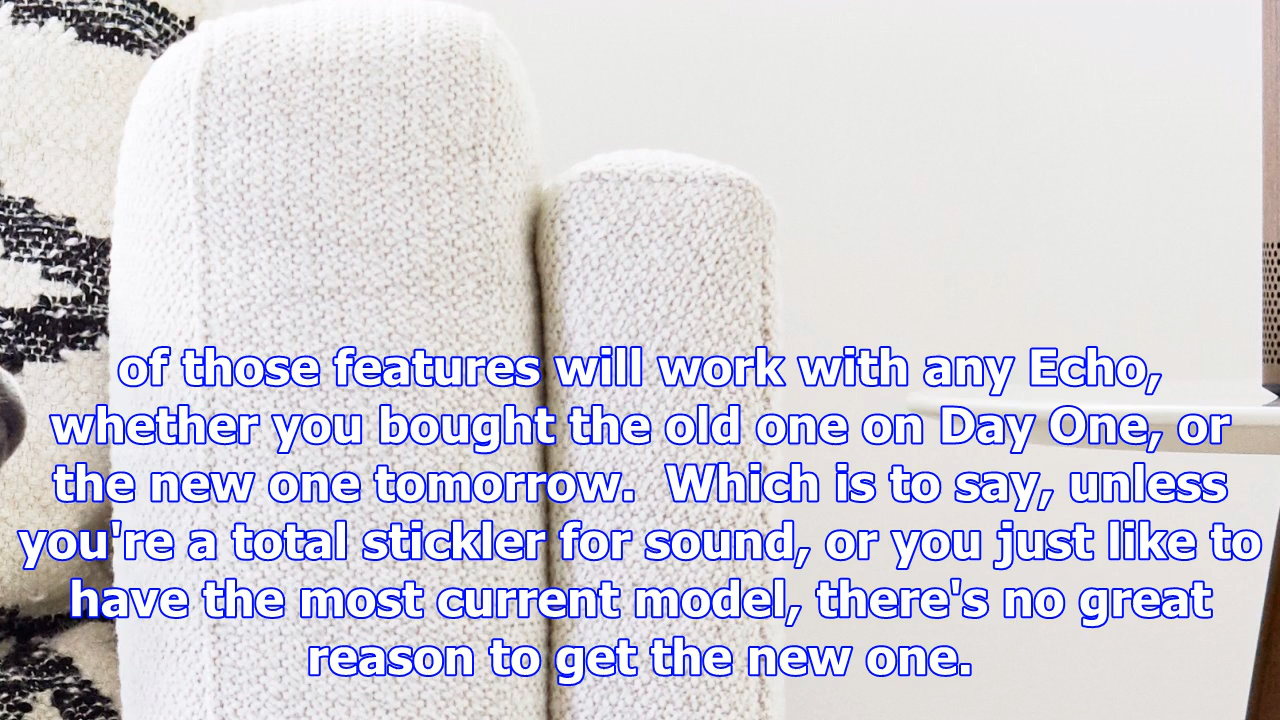 of those features will work with any Echo,
whether you bought the old one on Day One, or
the new one tomorrow.  Which is to say, unless
you're a total stickler for sound, or you just like to
have the most current model, there's no great
reason to get the new one.